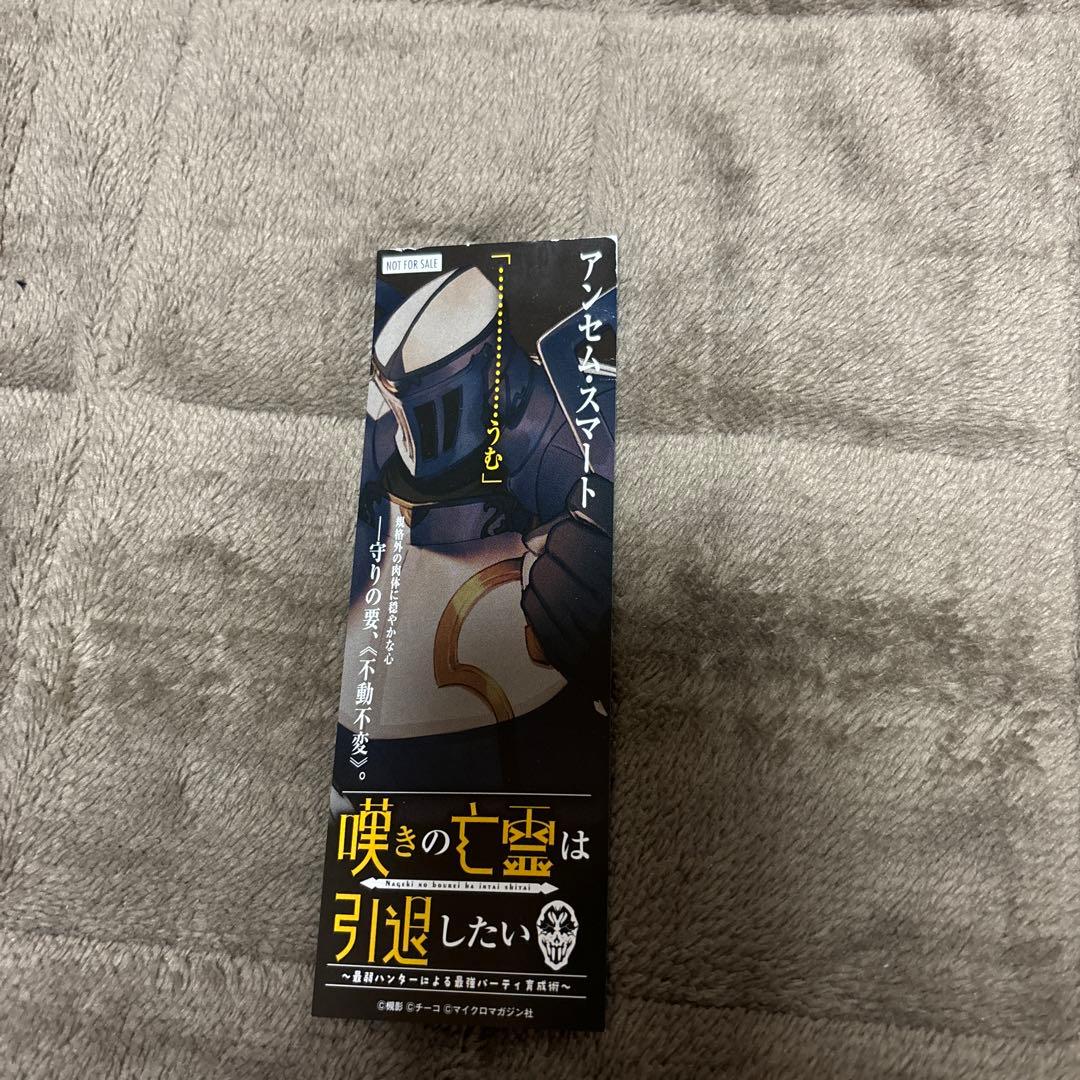 NOT FOR SALE
アンセム・スマート
「…………うむ」
規格外の肉体に穏やかな心
―守りの要、《不動不変》。
嘆きの亡霊は
Nageki no bourei ha intai shitai
引退したい
～最弱ハンターによる最強パーティ育成術～
©槻影 ©チーコ ©マイクロマガジン社